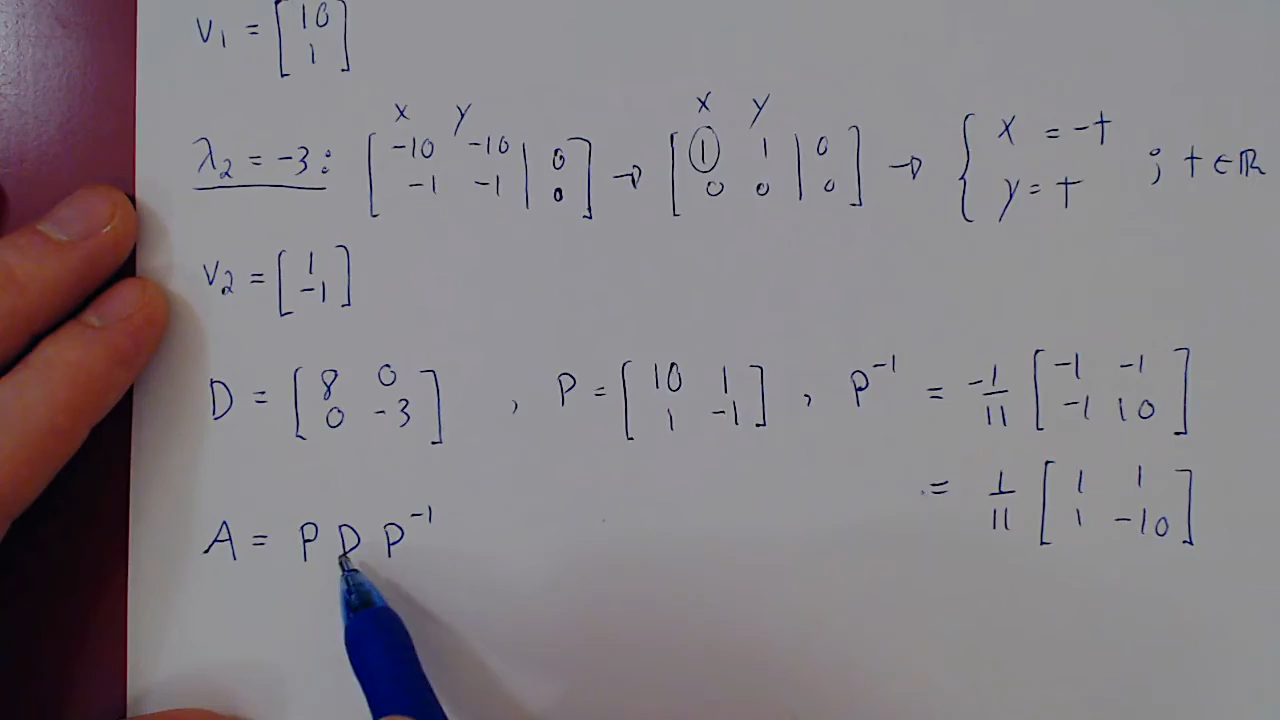 v₁ = [10; 1]
x y x y
λ₂ = -3: [-10 -10 | 0; -1 -1 | 0] → [1 1 | 0; 0 0 | 0] → { x = -t; y = t ; t ∈ ℝ
v₂ = [1; -1]
D = [8 0; 0 -3] , P = [10 1; 1 -1] , P⁻¹ = -1/11 [-1 -1; -1 10]
= 1/11 [1 1; 1 -10]
A = P D P⁻¹